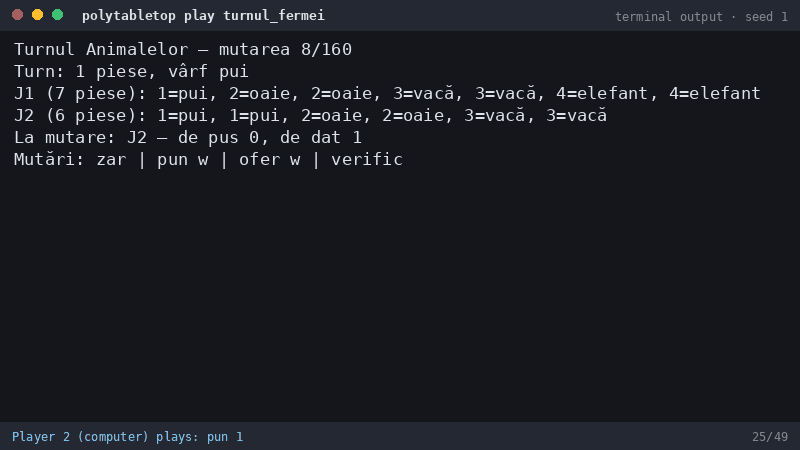 polytabletop play turnul_fermei
terminal output · seed 1
Turnul Animalelor — mutarea 8/160
Turn: 1 piese, vârf pui
J1 (7 piese): 1=pui, 2=oaie, 2=oaie, 3=vacă, 3=vacă, 4=elefant, 4=elefant
J2 (6 piese): 1=pui, 1=pui, 2=oaie, 2=oaie, 3=vacă, 3=vacă
La mutare: J2 — de pus 0, de dat 1
Mutări: zar | pun w | ofer w | verific
Player 2 (computer) plays: pun 1
25/49